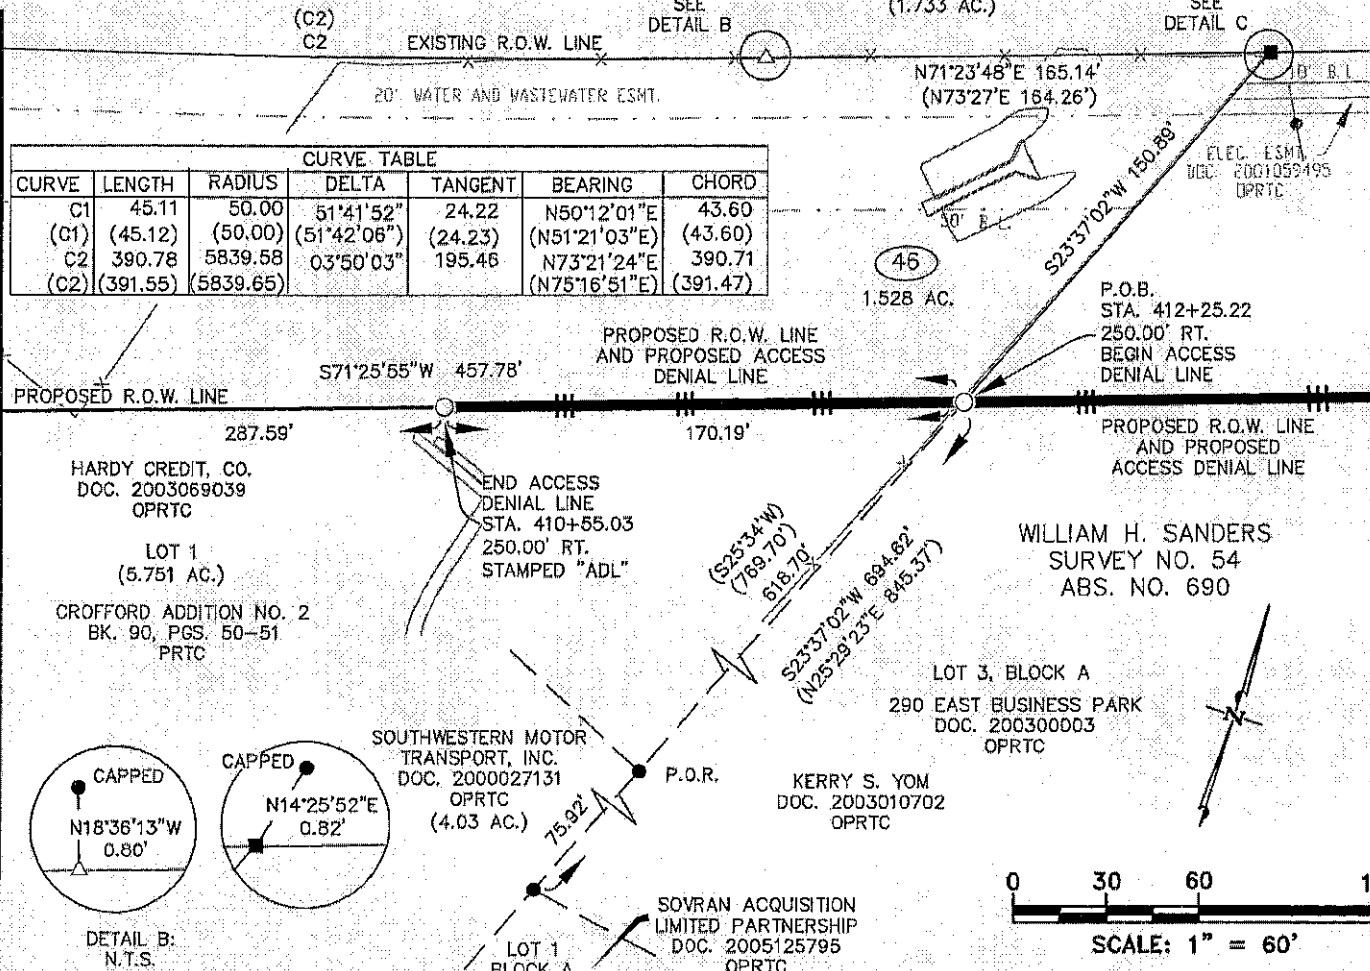 (C2)
C2
EXISTING R.O.W. LINE
SEE
DETAIL B
(1.733 AC.)
SEE
DETAIL C
20' WATER AND WASTEWATER ESMT.
N71°23'48"E 165.14'
(N73°27'E 164.26')
10' B.L.
ELEC. ESMT.
DOC. 2001059495
OPRTC
CURVE TABLE
CURVE LENGTH RADIUS DELTA TANGENT BEARING CHORD
C1 45.11 50.00 51°41'52" 24.22 N50°12'01"E 43.60
(C1) (45.12) (50.00) (51°42'06") (24.23) (N51°21'03"E) (43.60)
C2 390.78 5839.58 03°50'03" 195.46 N73°21'24"E 390.71
(C2) (391.55) (5839.65) (N75°16'51"E) (391.47)
50' B.L.
S23°37'02"W 150.89'
46
1.528 AC.
P.O.B.
STA. 412+25.22
250.00' RT.
BEGIN ACCESS
DENIAL LINE
PROPOSED R.O.W. LINE
AND PROPOSED ACCESS
DENIAL LINE
S71°25'55"W 457.78'
PROPOSED R.O.W. LINE
287.59'
170.19'
PROPOSED R.O.W. LINE
AND PROPOSED
ACCESS DENIAL LINE
HARDY CREDIT, CO.
DOC. 2003069039
OPRTC
LOT 1
(5.751 AC.)
CROFFORD ADDITION NO. 2
BK. 90, PGS. 50-51
PRTC
END ACCESS
DENIAL LINE
STA. 410+55.03
250.00' RT.
STAMPED "ADL"
(S25°34'W)
(769.70')
618.70'
S23°37'02"W 694.62'
(N25°29'23"E 845.37')
WILLIAM H. SANDERS
SURVEY NO. 54
ABS. NO. 690
LOT 3, BLOCK A
290 EAST BUSINESS PARK
DOC. 200300003
OPRTC
N
SOUTHWESTERN MOTOR
TRANSPORT, INC.
DOC. 2000027131
OPRTC
(4.03 AC.)
P.O.R.
KERRY S. YOM
DOC. 2003010702
OPRTC
75.92'
CAPPED
N18°36'13"W
0.80'
CAPPED
N14°25'52"E
0.82'
DETAIL B:
N.T.S.
LOT 1
BLOCK A
SOVRAN ACQUISITION
LIMITED PARTNERSHIP
DOC. 2005125795
OPRTC
0 30 60 1
SCALE: 1" = 60'